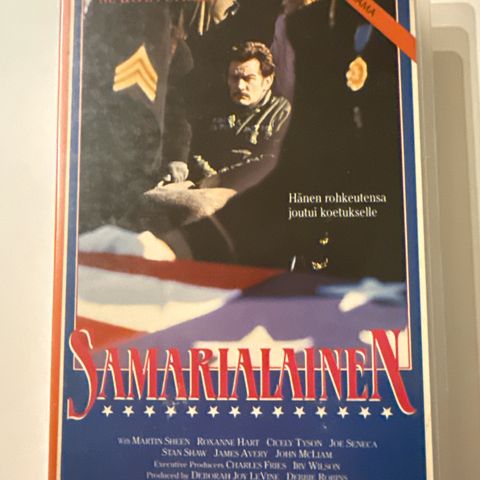 Hänen rohkeutensa
joutui koetukselle
SAMARIALAINEN
With MARTIN SHEEN ROXANNE HART CICELY TYSON JOE SENECA
STAN SHAW JAMES AVERY JOHN MCLIAM
Executive Producers CHARLES FRIES IRV WILSON
Produced by DEBORAH JOY LEVINE DEBBIE ROBINS